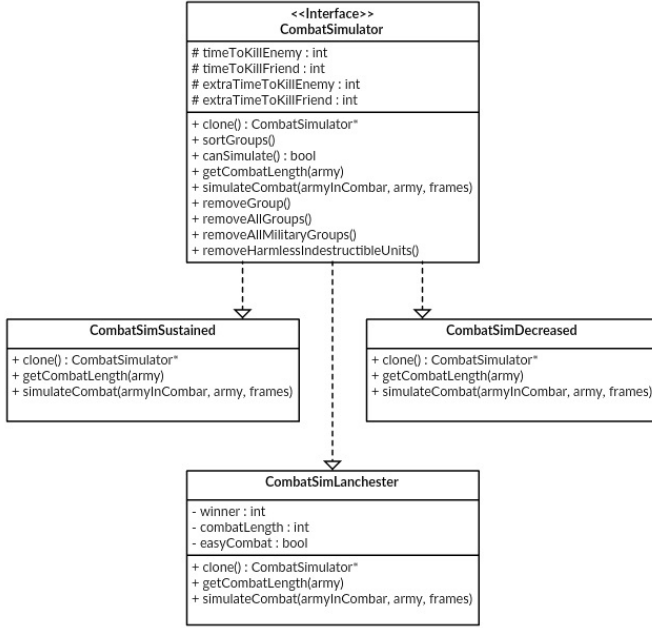 <<Interface>>
CombatSimulator
# timeToKillEnemy : int
# timeToKillFriend : int
# extraTimeToKillEnemy : int
# extraTimeToKillFriend : int
+ clone() : CombatSimulator*
+ sortGroups()
+ canSimulate() : bool
+ getCombatLength(army)
+ simulateCombat(armyInCombar, army, frames)
+ removeGroup()
+ removeAllGroups()
+ removeAllMilitaryGroups()
+ removeHarmlessIndestructibleUnits()
CombatSimSustained
+ clone() : CombatSimulator*
+ getCombatLength(army)
+ simulateCombat(armyInCombar, army, frames)
CombatSimDecreased
+ clone() : CombatSimulator*
+ getCombatLength(army)
+ simulateCombat(armyInCombar, army, frames)
CombatSimLanchester
- winner : int
- combatLength : int
- easyCombat : bool
+ clone() : CombatSimulator*
+ getCombatLength(army)
+ simulateCombat(armyInCombar, army, frames)